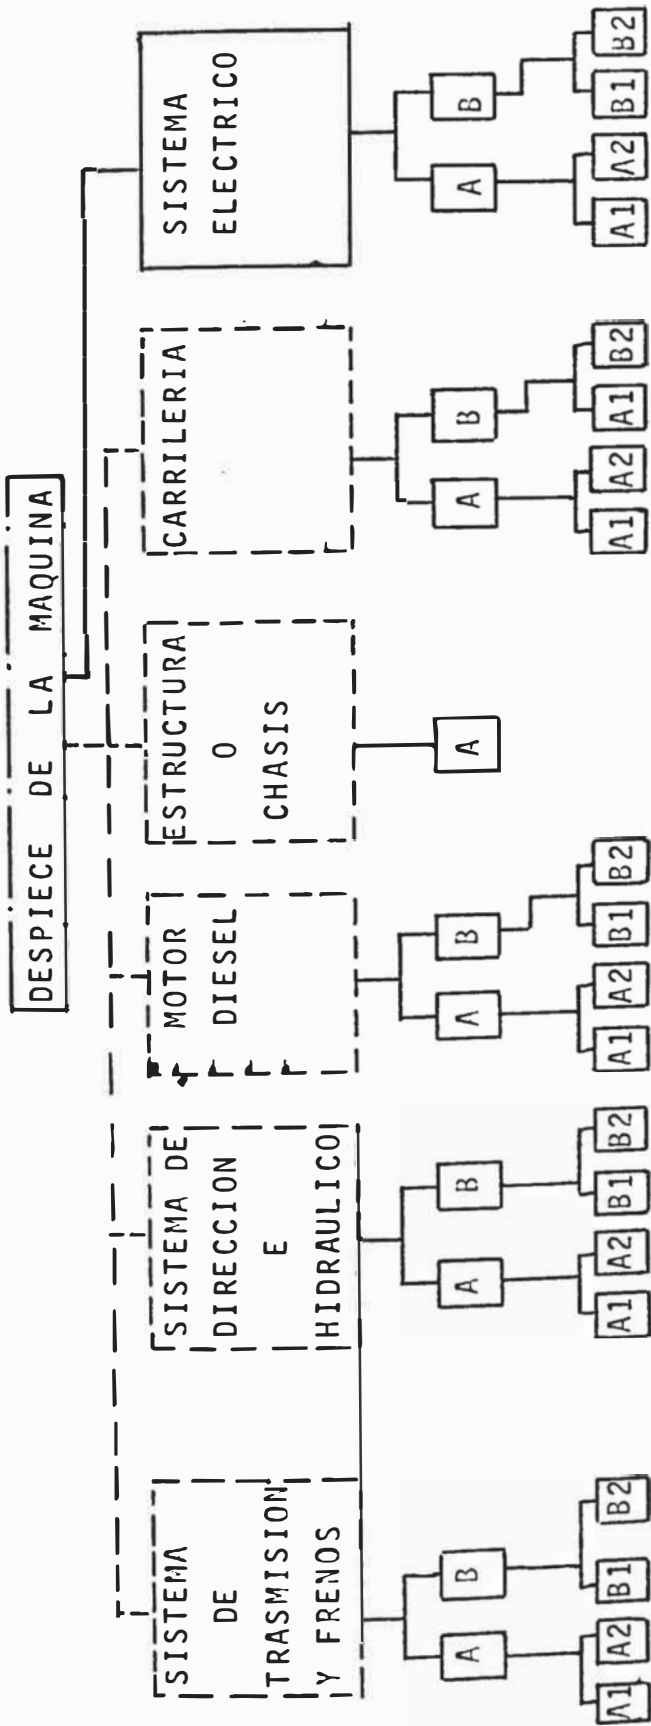 DESPIECE DE LA MAQUINA
SISTEMA
DE
TRASMISION
Y FRENOS
SISTEMA DE
DIRECCION
E
HIDRAULICO
MOTOR
DIESEL
ESTRUCTURA
O
CHASIS
CARRILERIA
SISTEMA
ELECTRICO
A
B
A
B
A
B
A
A
B
A
B
A1
A2
B1
B2
A1
A2
B1
B2
A1
A2
B1
B2
A1
A2
A1
B2
A1
A2
B1
B2